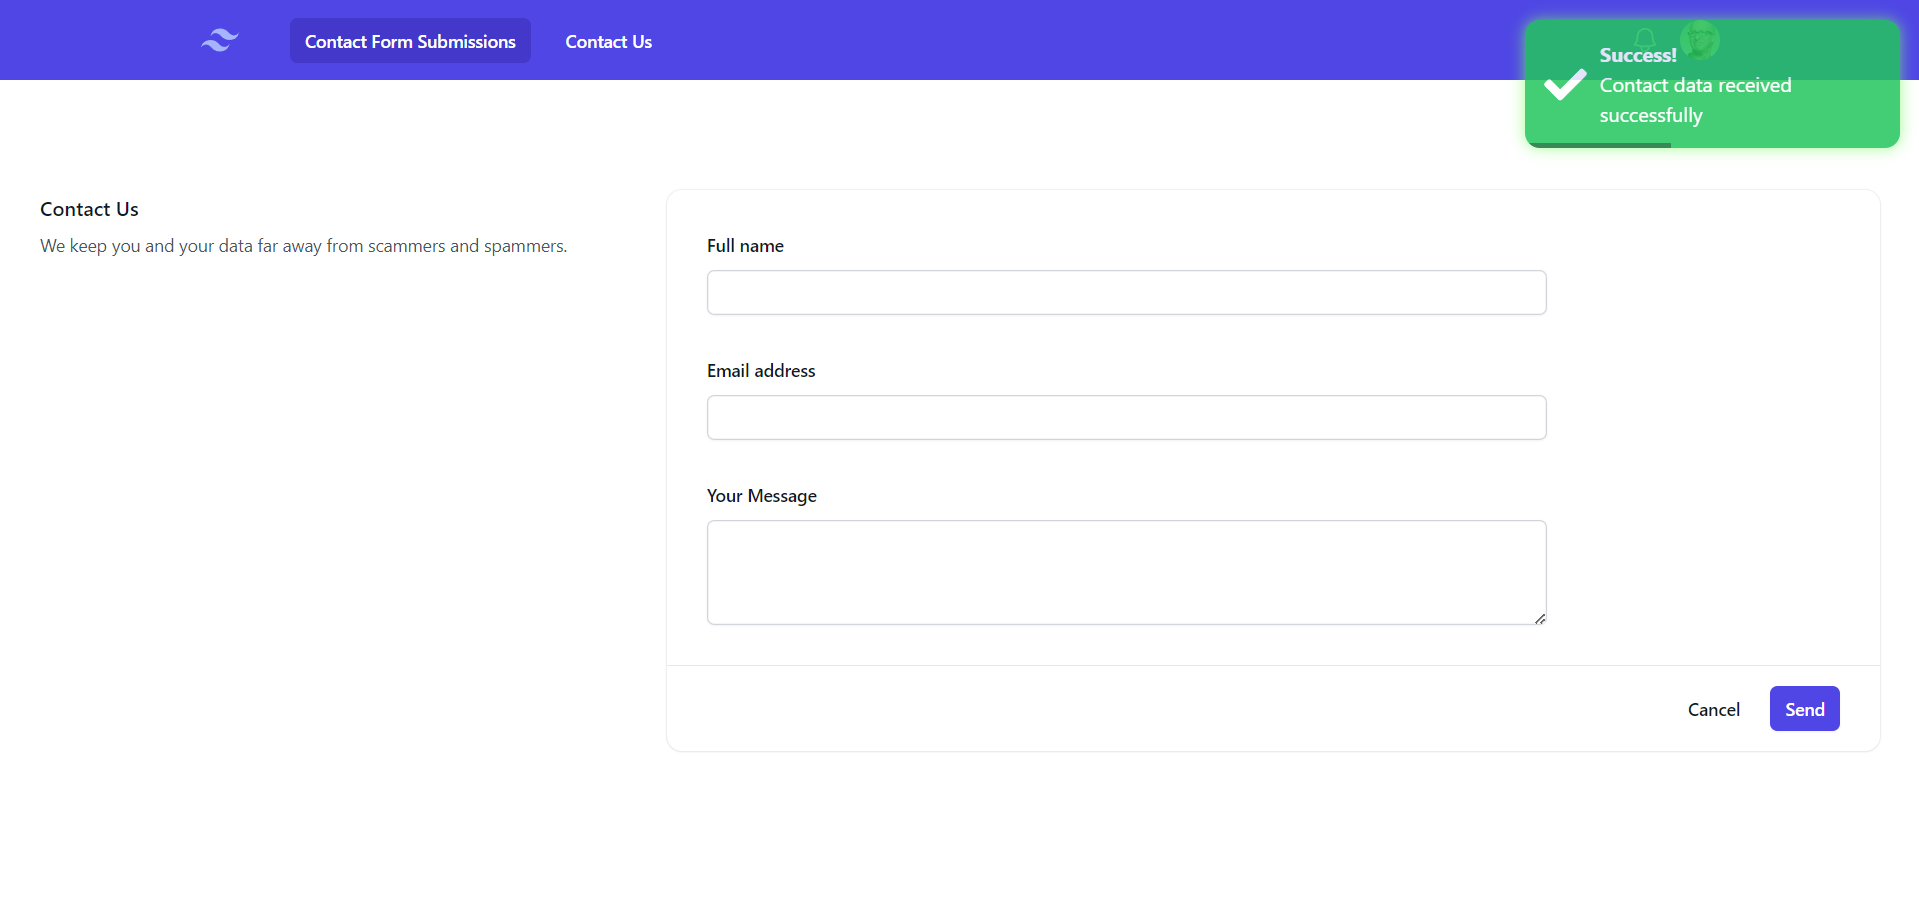 Contact Form Submissions
Contact Us
Success!
Contact data received
successfully
Contact Us
We keep you and your data far away from scammers and spammers.
Full name
Email address
Your Message
Cancel
Send